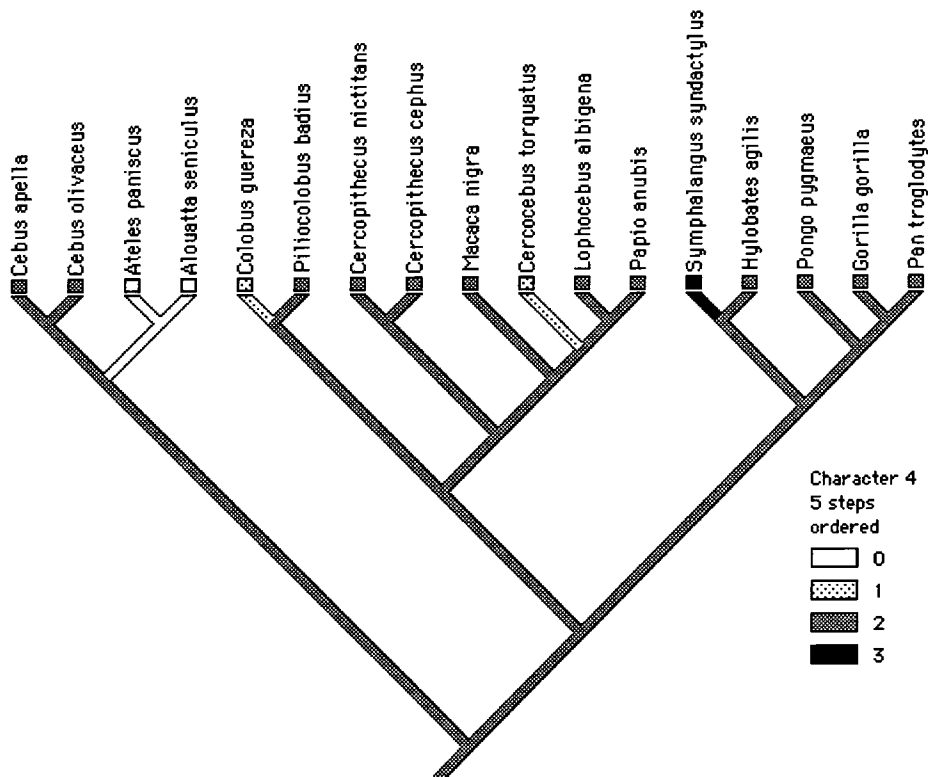 Cebus apella
Cebus olivaceus
Ateles paniscus
Alouatta seniculus
Colobus guereza
Piliocolobus badius
Cercopithecus nictitans
Cercopithecus cephus
Macaca nigra
Cercocebus torquatus
Lophocebus albigena
Papio anubis
Symphalangus syndactylus
Hylobates agilis
Pongo pygmaeus
Gorilla gorilla
Pan troglodytes
Character 4
5 steps
ordered
0
1
2
3